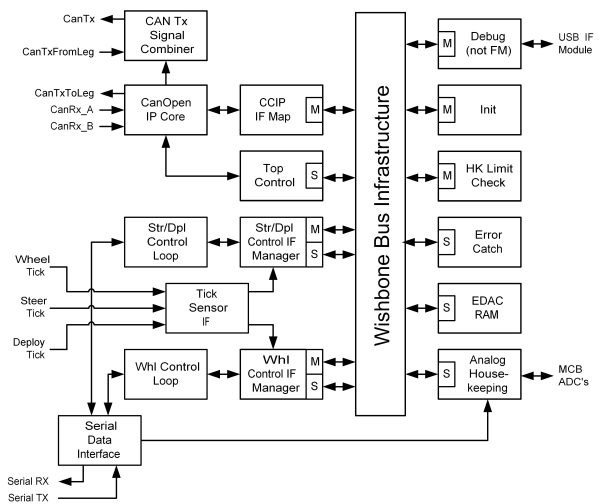 CanTx
CanTxFromLeg
CAN Tx
Signal
Combiner
CanTxToLeg
CanRx_A
CanRx_B
CanOpen
IP Core
CCIP
IF Map
M
Top
Control
S
Str/Dpl
Control
Loop
Str/Dpl
Control IF
Manager
M
S
Wheel
Tick
Steer
Tick
Deploy
Tick
Tick
Sensor
IF
Whl Control
Loop
Whl
Control IF
Manager
M
S
Serial
Data
Interface
Serial RX
Serial TX
Wishbone Bus Infrastructure
M
Debug
(not FM)
USB IF
Module
M
Init
M
HK Limit
Check
S
Error
Catch
S
EDAC
RAM
S
Analog
House-
keeping
MCB
ADC's